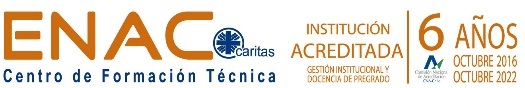 ENAC
caritas
Centro de Formación Técnica
INSTITUCIÓN
ACREDITADA
GESTIÓN INSTITUCIONAL Y
DOCENCIA DE PREGRADO
6 AÑOS
OCTUBRE 2016
OCTUBRE 2022